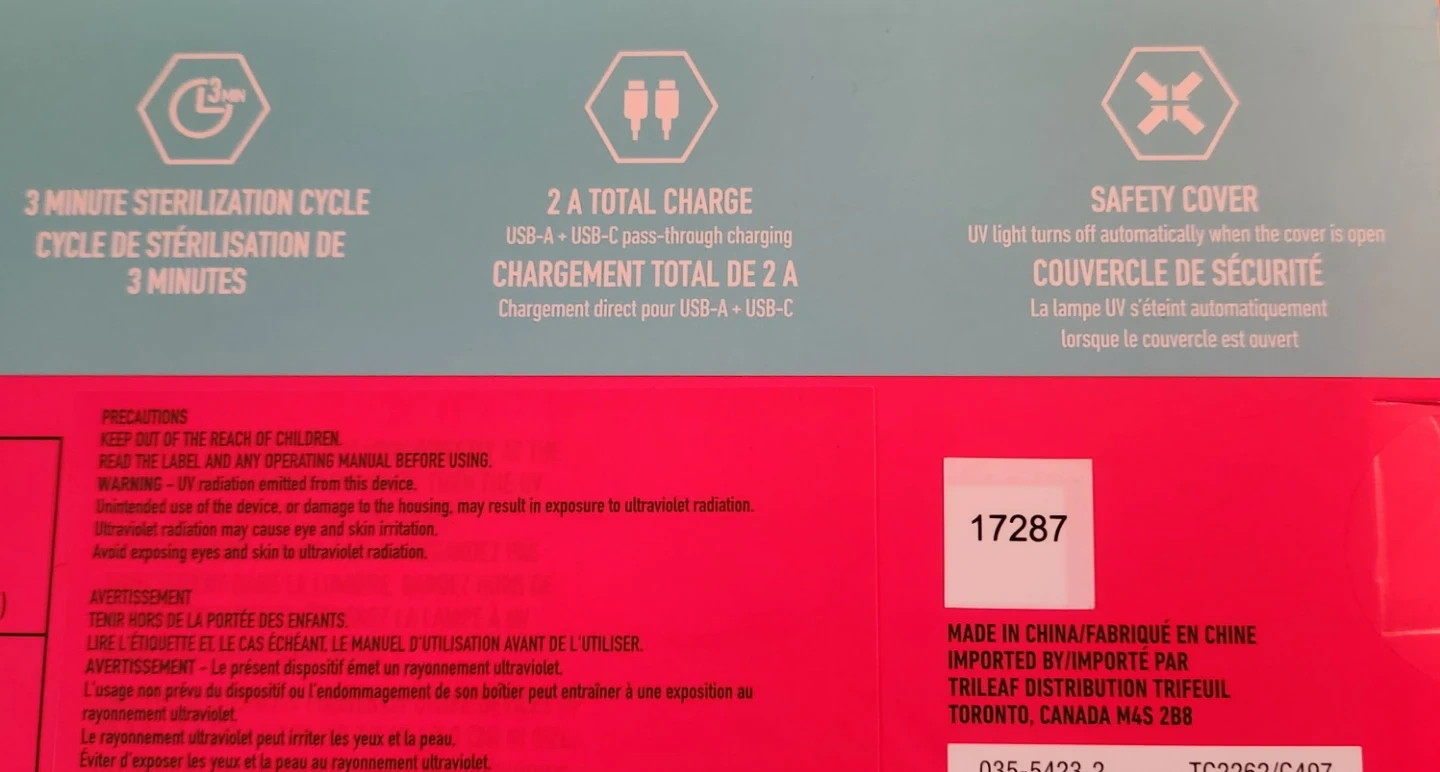 3 MIN
3 MINUTE STERILIZATION CYCLE
CYCLE DE STÉRILISATION DE
3 MINUTES
2 A TOTAL CHARGE
USB-A + USB-C pass-through charging
CHARGEMENT TOTAL DE 2 A
Chargement direct pour USB-A + USB-C
SAFETY COVER
UV light turns off automatically when the cover is open
COUVERCLE DE SÉCURITÉ
La lampe UV s'éteint automatiquement
lorsque le couvercle est ouvert
PRECAUTIONS
KEEP OUT OF THE REACH OF CHILDREN.
READ THE LABEL AND ANY OPERATING MANUAL BEFORE USING.
WARNING – UV radiation emitted from this device.
Unintended use of the device, or damage to the housing, may result in exposure to ultraviolet radiation.
Ultraviolet radiation may cause eye and skin irritation.
Avoid exposing eyes and skin to ultraviolet radiation.
AVERTISSEMENT
TENIR HORS DE LA PORTÉE DES ENFANTS.
LIRE L'ÉTIQUETTE ET, LE CAS ÉCHÉANT, LE MANUEL D'UTILISATION AVANT DE L'UTILISER.
AVERTISSEMENT – Le présent dispositif émet un rayonnement ultraviolet.
L'usage non prévu du dispositif ou l'endommagement de son boîtier peut entraîner à une exposition au
rayonnement ultraviolet.
Le rayonnement ultraviolet peut irriter les yeux et la peau.
Éviter d'exposer les yeux et la peau au rayonnement ultraviolet.
)
17287
MADE IN CHINA/FABRIQUÉ EN CHINE
IMPORTED BY/IMPORTÉ PAR
TRILEAF DISTRIBUTION TRIFEUIL
TORONTO, CANADA M4S 2B8
035-5423-2 TC2262/C497